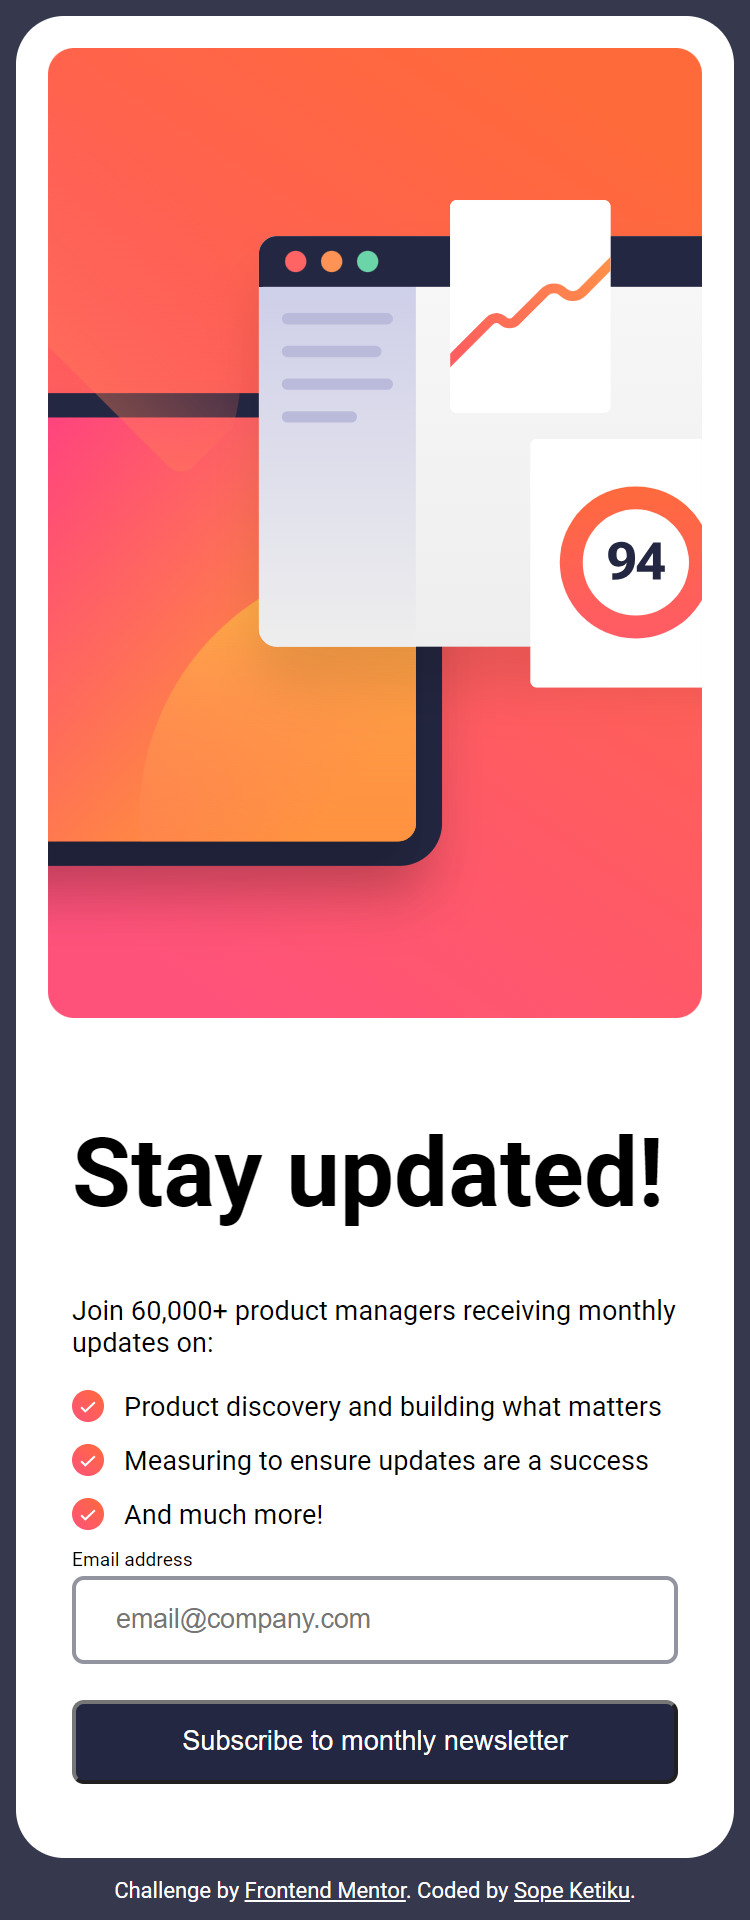 94
Stay updated!
Join 60,000+ product managers receiving monthly
updates on:
Product discovery and building what matters
Measuring to ensure updates are a success
And much more!
Email address
email@company.com
Subscribe to monthly newsletter
Challenge by Frontend Mentor. Coded by Sope Ketiku.